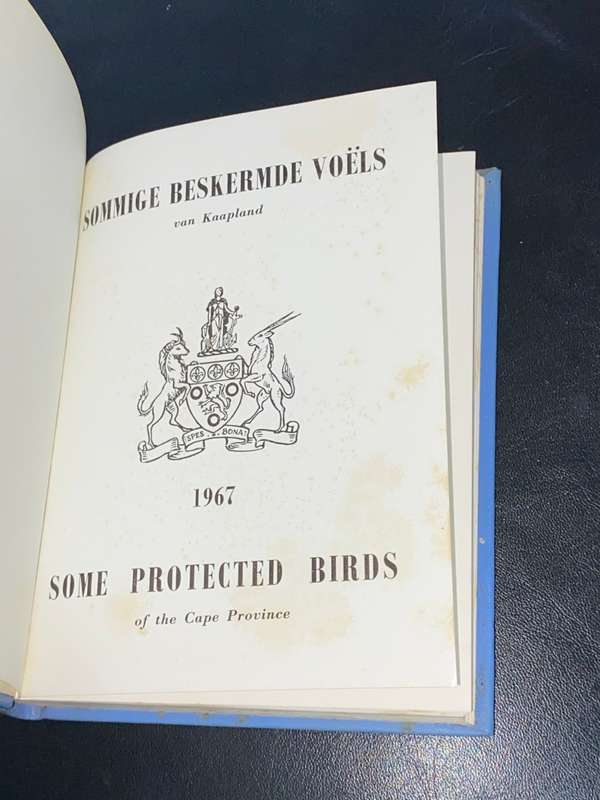 SOMMIGE BESKERMDE VOËLS
van Kaapland
SPES BONA
1967
SOME PROTECTED BIRDS
of the Cape Province